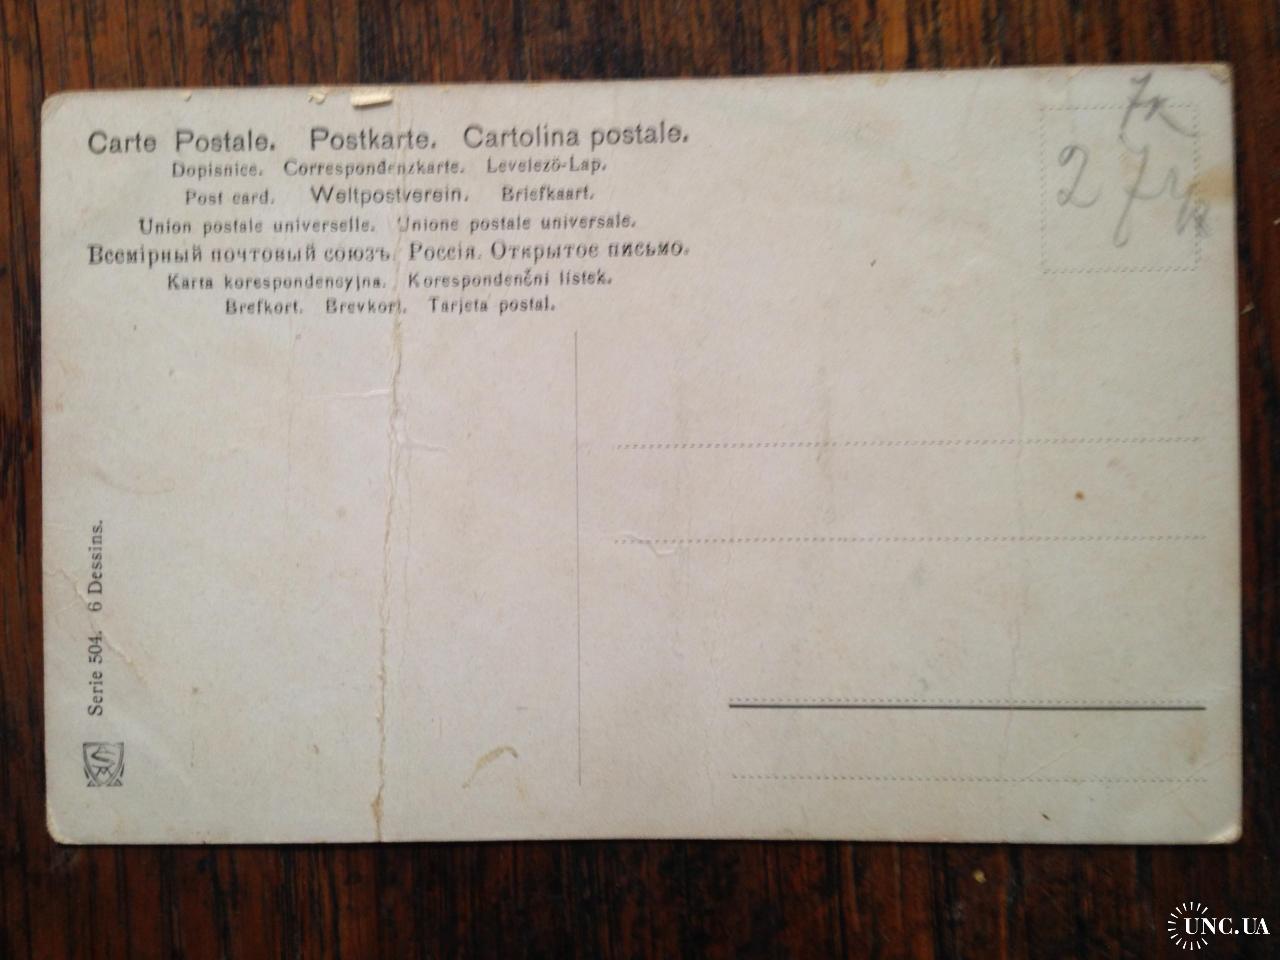 Carte Postale. Postkarte. Cartolina postale.
Dopisnice. Correspondenzkarte. Levelező-Lap.
Post card. Weltpostverein. Briefkaart.
Union postale universelle. Unione postale universale.
Всемірный почтовый союзъ. Россія. Открытое письмо.
Karta korespondencyjna. Korespondenční listek.
Brefkort. Brevkort. Tarjeta postal.
7к
Serie 504. 6 Dessins.
UNC.UA